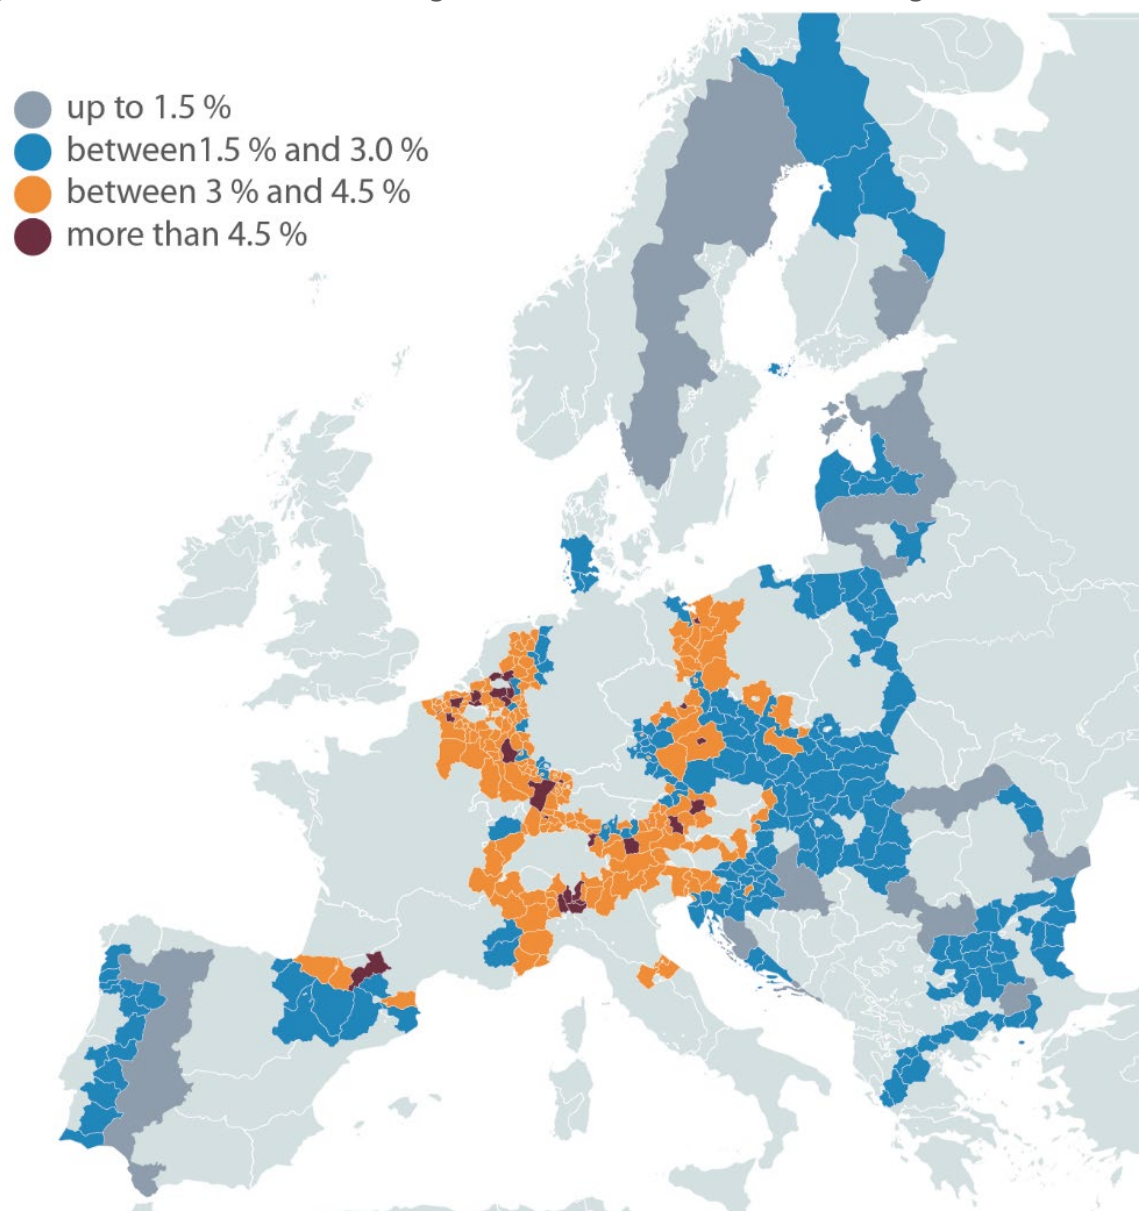 up to 1.5 %
between1.5 % and 3.0 %
between 3 % and 4.5 %
more than 4.5 %